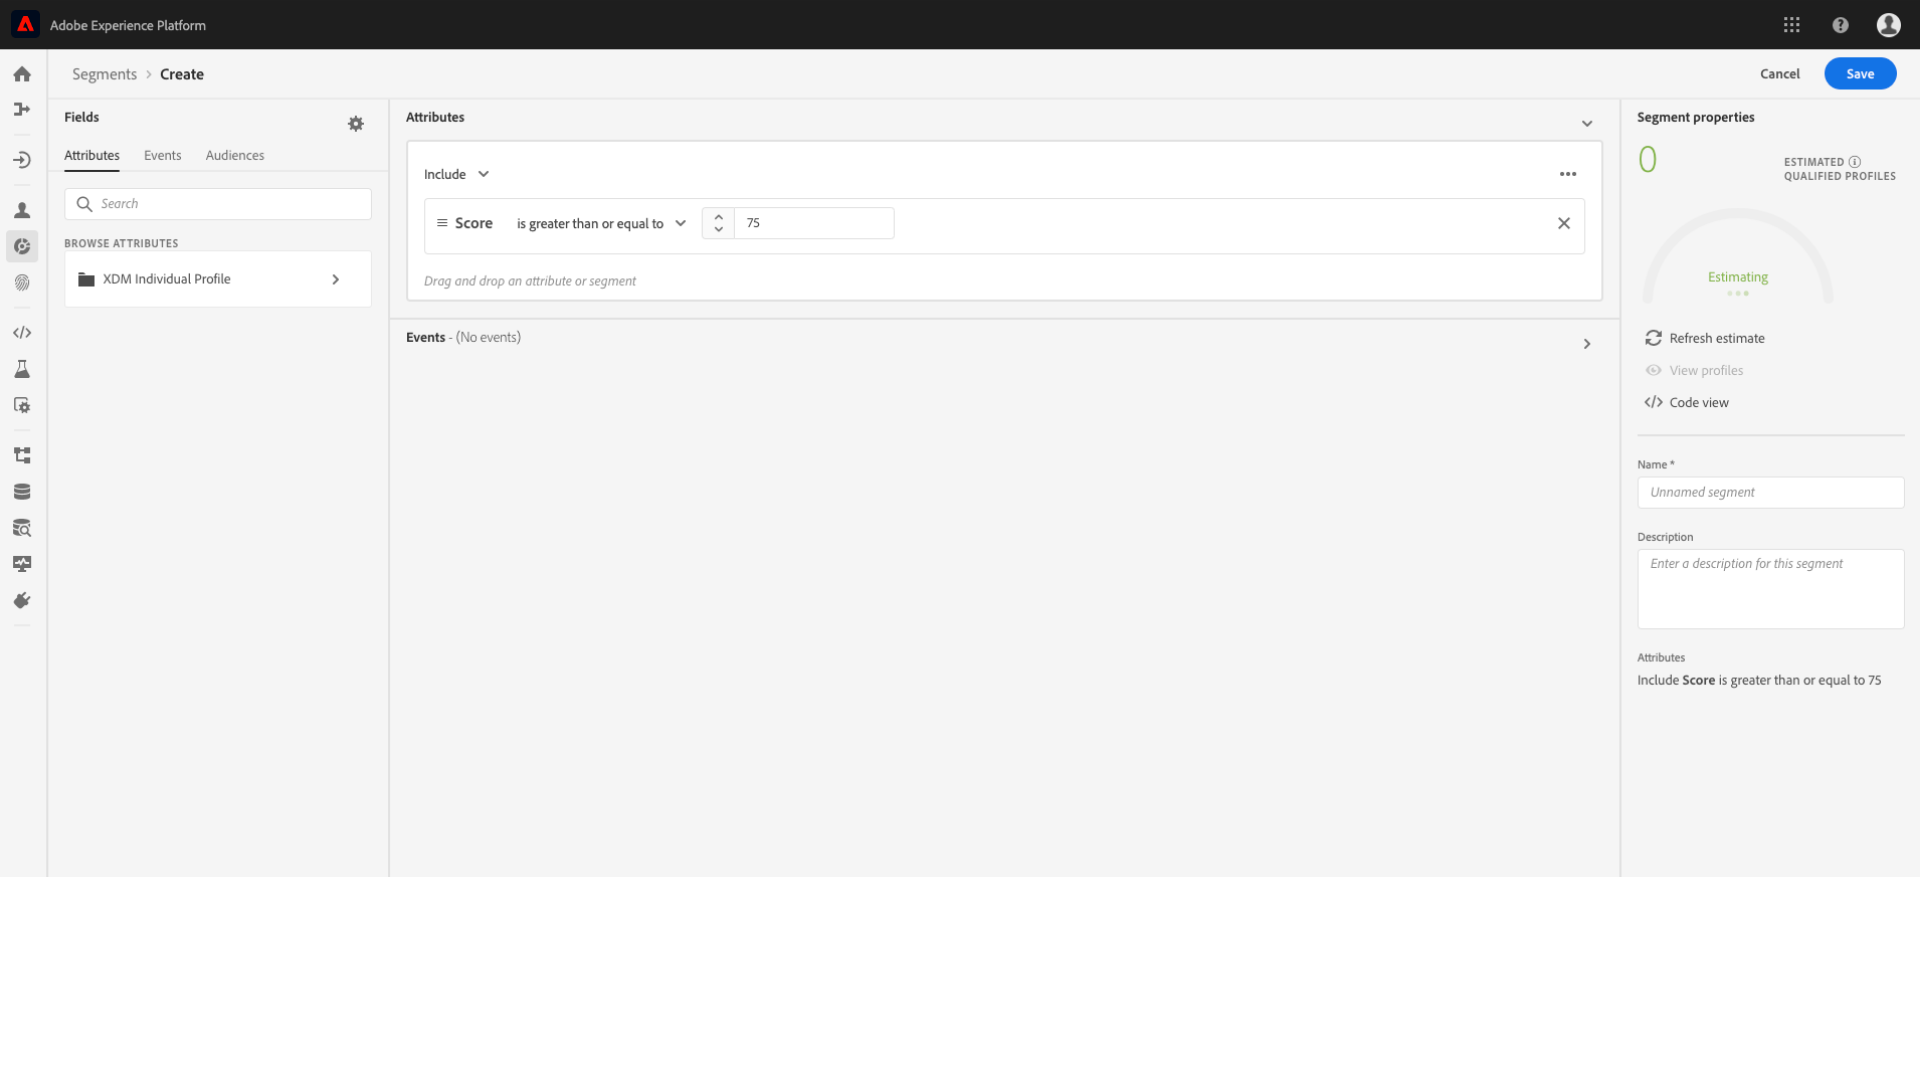 Adobe Experience Platform
Segments › Create
Cancel
Save
Fields
Attributes
Events
Audiences
Search
BROWSE ATTRIBUTES
XDM Individual Profile
Attributes
Include
Score is greater than or equal to 75
Drag and drop an attribute or segment
Events - (No events)
Segment properties
0
ESTIMATED
QUALIFIED PROFILES
Estimating
Refresh estimate
View profiles
Code view
Name *
Unnamed segment
Description
Enter a description for this segment
Attributes
Include Score is greater than or equal to 75